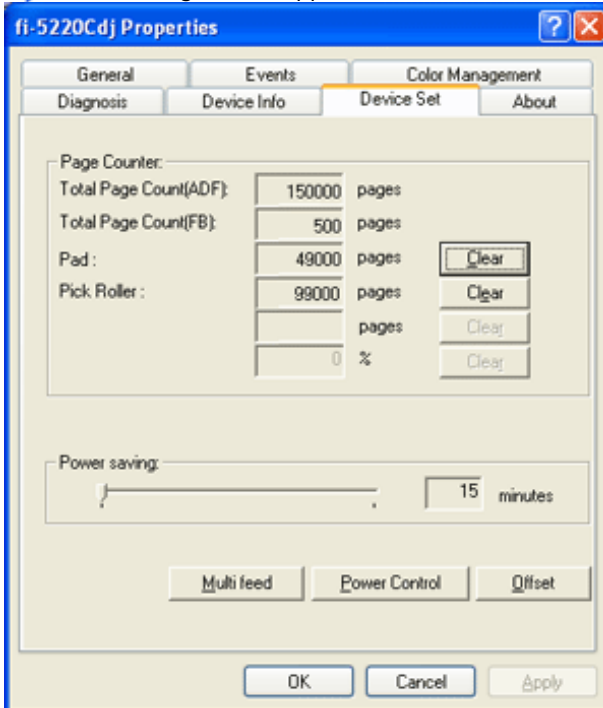 fi-5220Cdj Properties
General Events Color Management
Diagnosis Device Info Device Set About
Page Counter:
Total Page Count(ADF): 150000 pages
Total Page Count(FB): 500 pages
Pad : 49000 pages Clear
Pick Roller : 99000 pages Clear
pages Clear
0 % Clear
Power saving:
15 minutes
Multi feed Power Control Offset
OK Cancel Apply